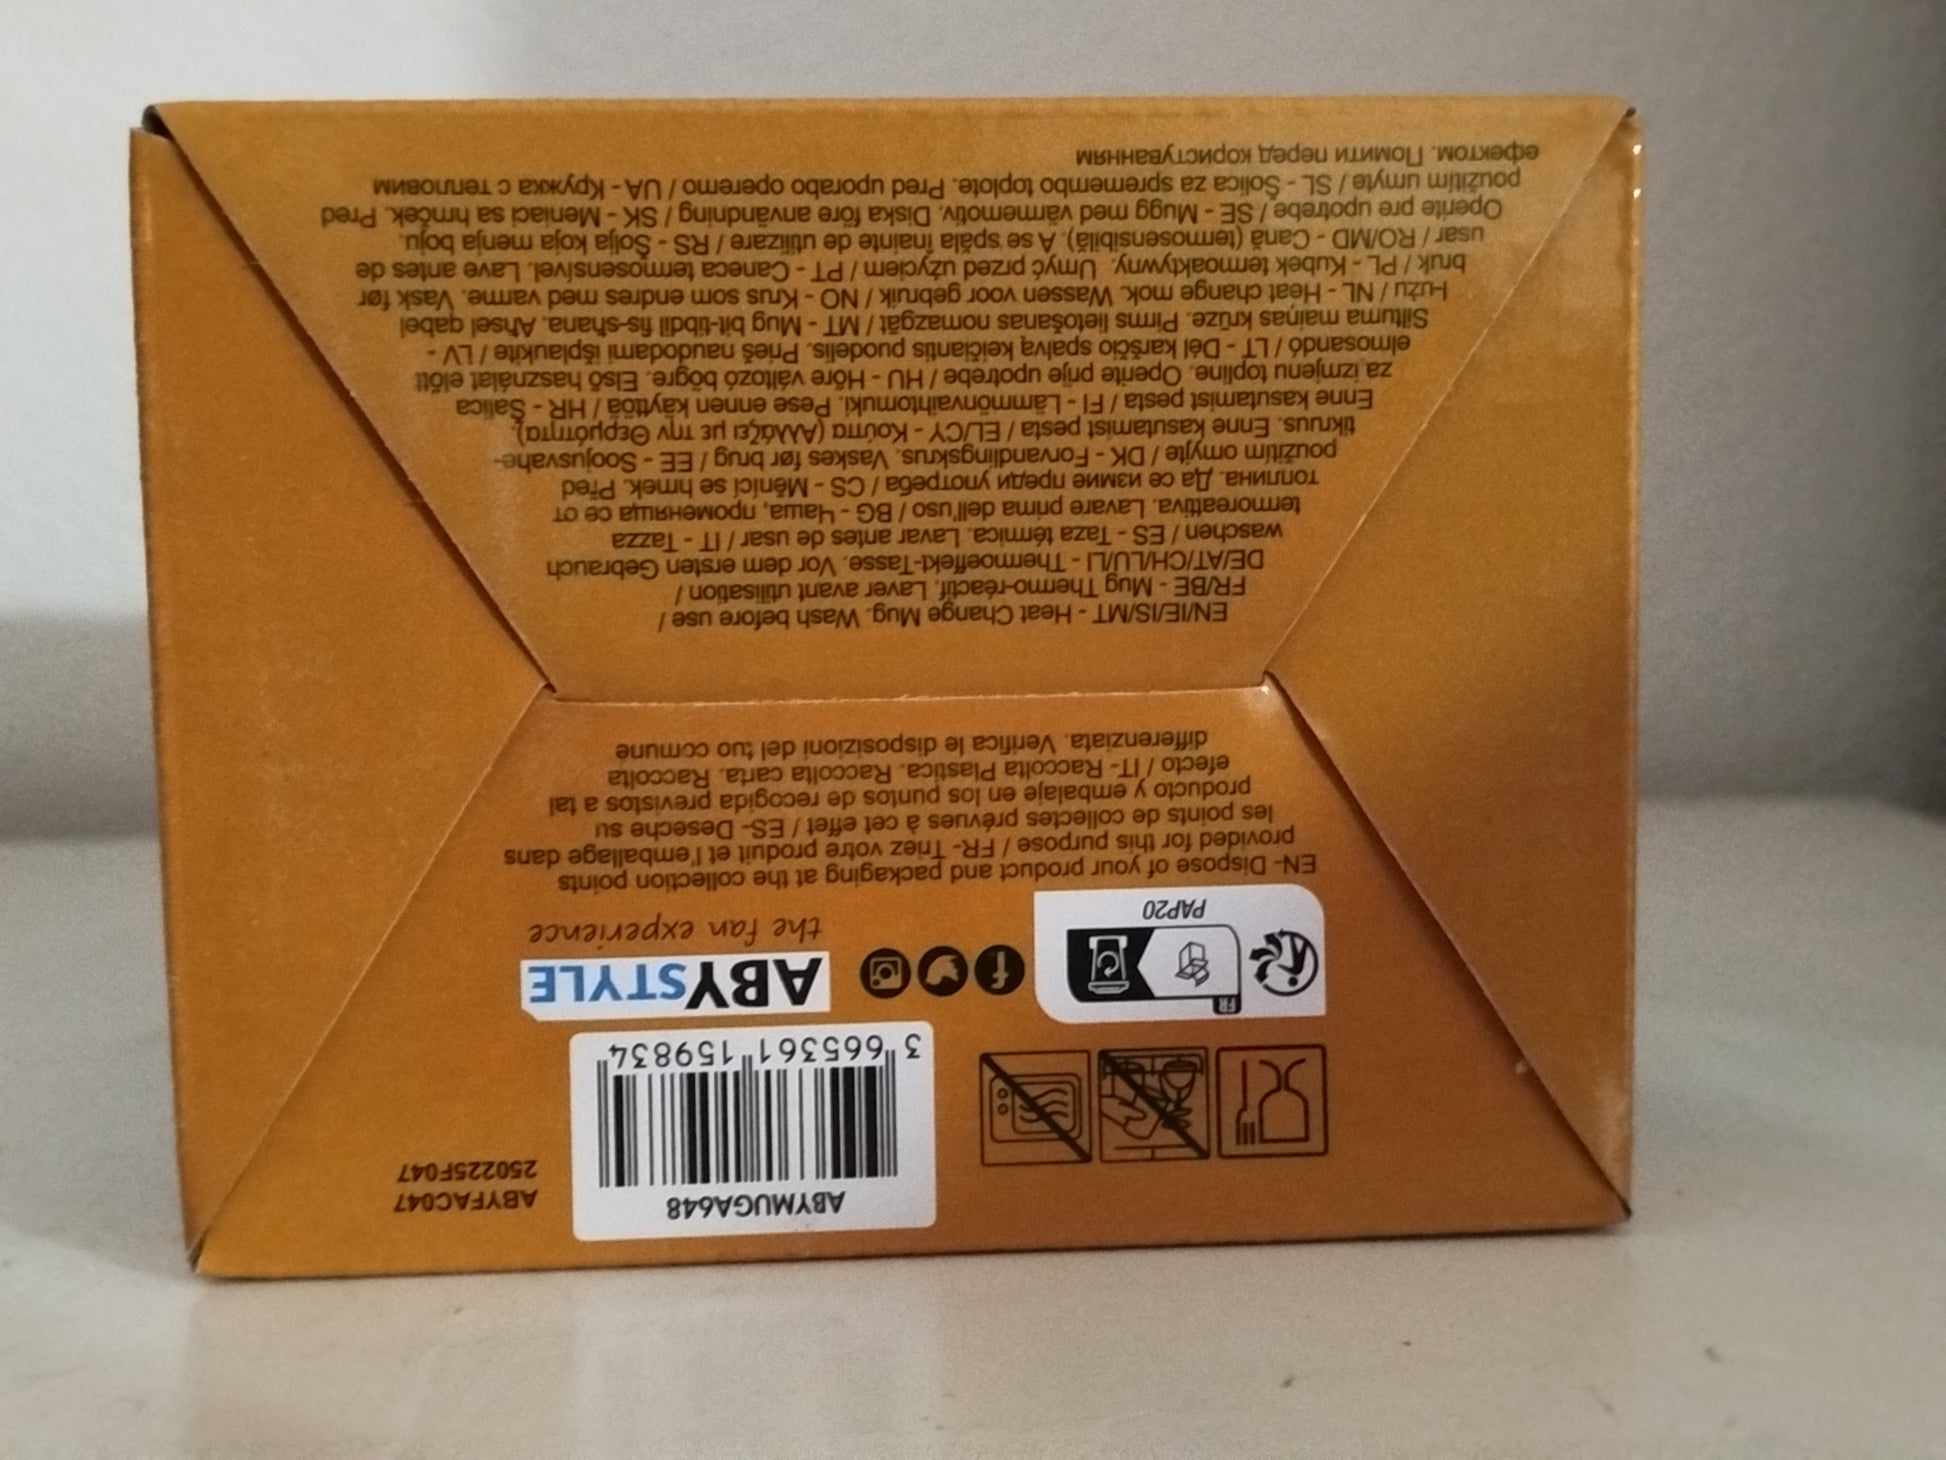 ABYMUGA648
3 665361 159834
ABYFAC047
250225F047
ABYSTYLE
the fan experience
FR
PAP20
EN- Dispose of your product and packaging at the collection points
provided for this purpose / FR- Triez votre produit et l'emballage dans
les points de collectes prévues à cet effet / ES- Deseche su
producto y embalaje en los puntos de recogida previstos a tal
efecto / IT- Raccolta Plastica. Raccolta carta. Raccolta
differenziata. Verifica le disposizioni del tuo comune
EN/IE/IS/MT - Heat Change Mug. Wash before use /
FR/BE - Mug Thermo-réactif. Laver avant utilisation /
DE/AT/CH/LU/LI - Thermoeffekt-Tasse. Vor dem ersten Gebrauch
waschen / ES - Taza térmica. Lavar antes de usar / IT - Tazza
termoreattiva. Lavare prima dell'uso / BG - Чаша, променяща се от
топлина. Да се измие преди употреба / CS - Měnící se hrnek. Před
použitím omyjte / DK - Forvandlingskrus. Vaskes før brug / EE - Soojusvahe-
tikruus. Enne kasutamist pesta / EL/CY - Κούπα (Αλλάζει με την Θερμότητα).
Enne kasutamist pesta / FI - Lämmönvaihtomuki. Pese ennen käyttöä / HR - Šalica
za izmjenu topline. Operite prije upotrebe / HU - Hőre változó bögre. Első használat előtt
elmosandó / LT - Dėl karščio spalvą keičiantis puodelis. Prieš naudodami išplaukite / LV -
Siltuma maiņas krūze. Pirms lietošanas nomazgāt / MT - Mug bit-tibdil fis-shana. Aħsel qabel
tużu / NL - Heat change mok. Wassen voor gebruik / NO - Krus som endres med varme. Vask før
bruk / PL - Kubek termoaktywny. Umyć przed użyciem / PT - Caneca termosensível. Lave antes de
usar / RO/MD - Cană (termosensibilă). A se spăla înainte de utilizare / RS - Šolja koja menja boju.
Operite pre upotrebe / SE - Mugg med värmemotiv. Diska före användning / SK - Meniaci sa hrnček. Pred
použitím umyte / SL - Šolica za spremembo toplote. Pred uporabo operemo / UA - Кружка с тепловим
ефектом. Помити перед користуванням